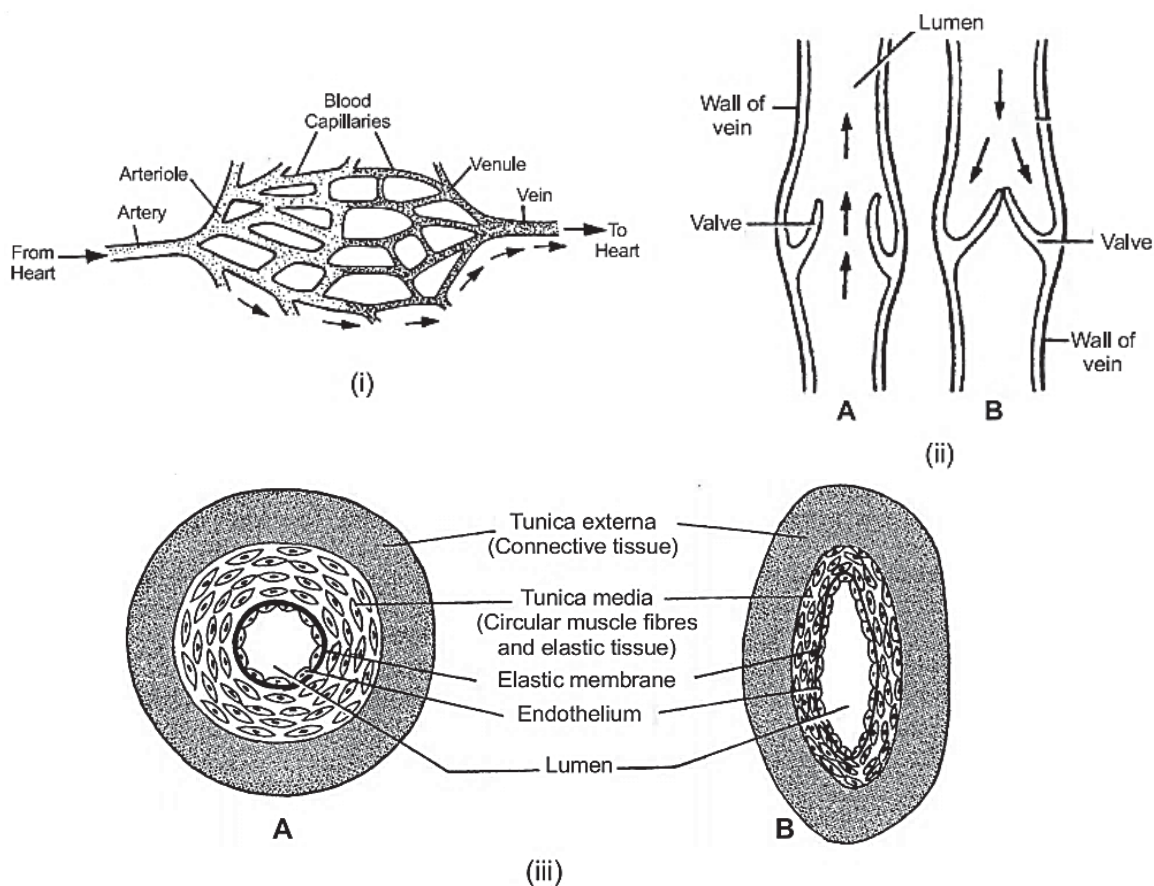 Blood
Capillaries
Arteriole
Artery
Venule
Vein
From
Heart
To
Heart
(i)
Lumen
Wall of
vein
Valve
Valve
Wall of
vein
A
B
(ii)
Tunica externa
(Connective tissue)
Tunica media
(Circular muscle fibres
and elastic tissue)
Elastic membrane
Endothelium
Lumen
A
B
(iii)